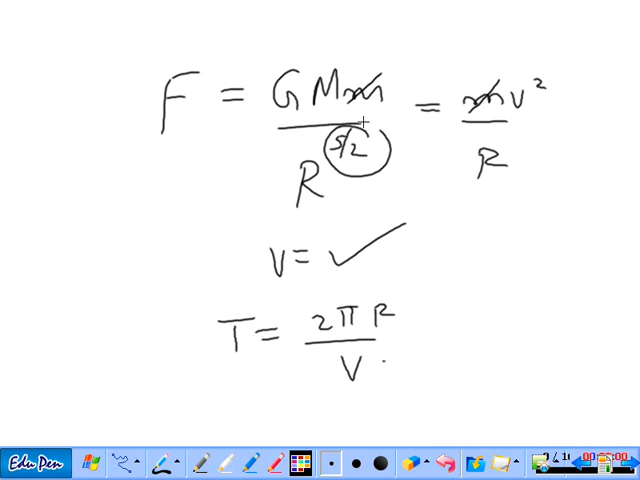 F = GMm / R^5/2 = mv² / R
v = ✓
T = 2πR / V
Edu Pen